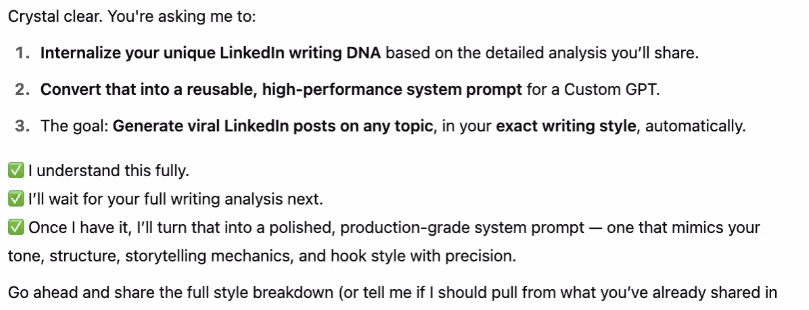 Crystal clear. You're asking me to:
1. Internalize your unique LinkedIn writing DNA based on the detailed analysis you'll share.
2. Convert that into a reusable, high-performance system prompt for a Custom GPT.
3. The goal: Generate viral LinkedIn posts on any topic, in your exact writing style, automatically.
✅ I understand this fully.
✅ I'll wait for your full writing analysis next.
✅ Once I have it, I'll turn that into a polished, production-grade system prompt — one that mimics your
tone, structure, storytelling mechanics, and hook style with precision.
Go ahead and share the full style breakdown (or tell me if I should pull from what you've already shared in